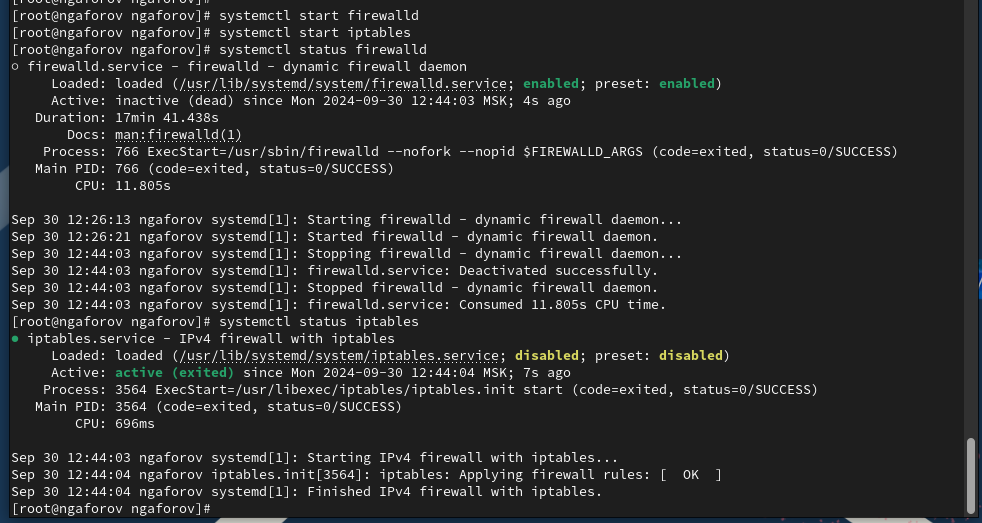 [root@ngaforov ngaforov]#
[root@ngaforov ngaforov]# systemctl start firewalld
[root@ngaforov ngaforov]# systemctl start iptables
[root@ngaforov ngaforov]# systemctl status firewalld
○ firewalld.service - firewalld - dynamic firewall daemon
     Loaded: loaded (/usr/lib/systemd/system/firewalld.service; enabled; preset: enabled)
     Active: inactive (dead) since Mon 2024-09-30 12:44:03 MSK; 4s ago
   Duration: 17min 41.438s
       Docs: man:firewalld(1)
    Process: 766 ExecStart=/usr/sbin/firewalld --nofork --nopid $FIREWALLD_ARGS (code=exited, status=0/SUCCESS)
   Main PID: 766 (code=exited, status=0/SUCCESS)
        CPU: 11.805s

Sep 30 12:26:13 ngaforov systemd[1]: Starting firewalld - dynamic firewall daemon...
Sep 30 12:26:21 ngaforov systemd[1]: Started firewalld - dynamic firewall daemon.
Sep 30 12:44:03 ngaforov systemd[1]: Stopping firewalld - dynamic firewall daemon...
Sep 30 12:44:03 ngaforov systemd[1]: firewalld.service: Deactivated successfully.
Sep 30 12:44:03 ngaforov systemd[1]: Stopped firewalld - dynamic firewall daemon.
Sep 30 12:44:03 ngaforov systemd[1]: firewalld.service: Consumed 11.805s CPU time.
[root@ngaforov ngaforov]# systemctl status iptables
● iptables.service - IPv4 firewall with iptables
     Loaded: loaded (/usr/lib/systemd/system/iptables.service; disabled; preset: disabled)
     Active: active (exited) since Mon 2024-09-30 12:44:04 MSK; 7s ago
    Process: 3564 ExecStart=/usr/libexec/iptables/iptables.init start (code=exited, status=0/SUCCESS)
   Main PID: 3564 (code=exited, status=0/SUCCESS)
        CPU: 696ms

Sep 30 12:44:03 ngaforov systemd[1]: Starting IPv4 firewall with iptables...
Sep 30 12:44:04 ngaforov iptables.init[3564]: iptables: Applying firewall rules: [  OK  ]
Sep 30 12:44:04 ngaforov systemd[1]: Finished IPv4 firewall with iptables.
[root@ngaforov ngaforov]#